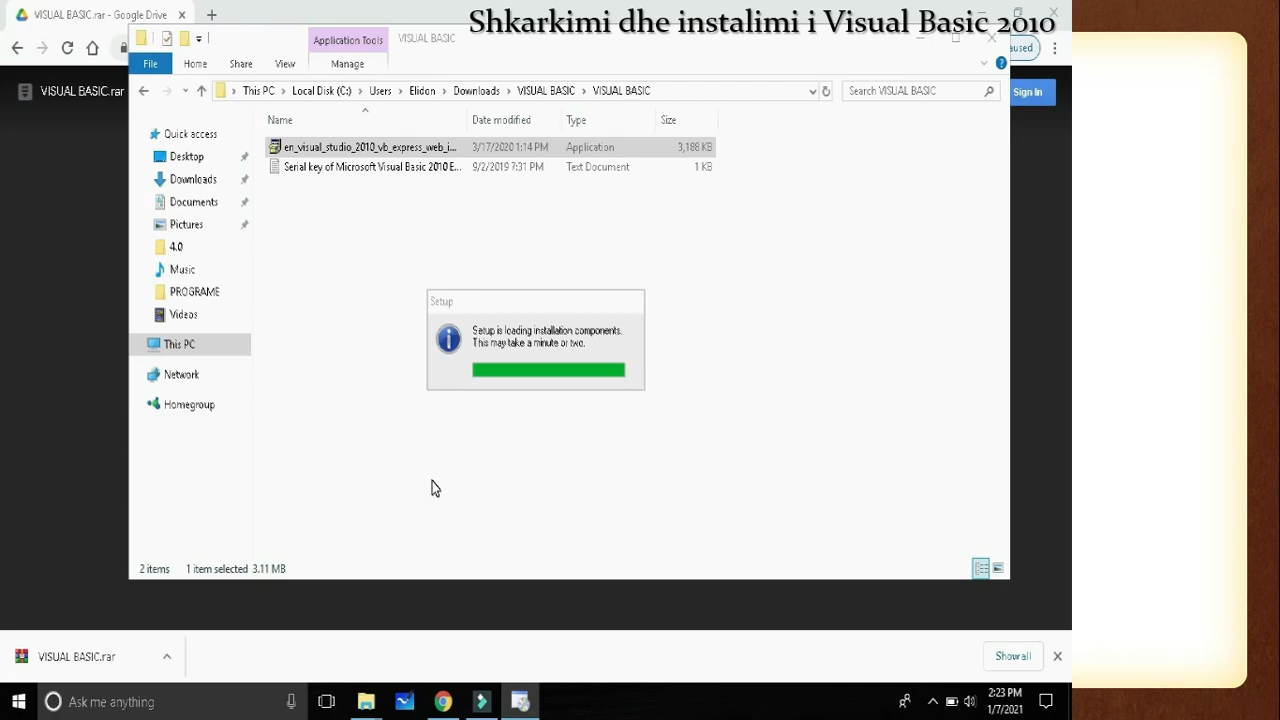 VISUAL BASIC.rar - Google Drive
Shkarkimi dhe instalimi i Visual Basic 2010
Application Tools
VISUAL BASIC
File
Home
Share
View
Manage
VISUAL BASIC.rar
This PC > Local Disk (C:) > Users > Elidon > Downloads > VISUAL BASIC > VISUAL BASIC
Search VISUAL BASIC
Sign In
Name
Date modified
Type
Size
en_visual_studio_2010_vb_express_web_i... 3/17/2020 1:14 PM Application 3,188 KB
Serial key of Microsoft Visual Basic 2010 E... 9/2/2019 7:31 PM Text Document 1 KB
Quick access
Desktop
Downloads
Documents
Pictures
4.0
Music
PROGRAME
Videos
This PC
Network
Homegroup
Setup
Setup is loading installation components.
This may take a minute or two.
2 items 1 item selected 3.11 MB
VISUAL BASIC.rar
Show all
Ask me anything
2:23 PM
1/7/2021